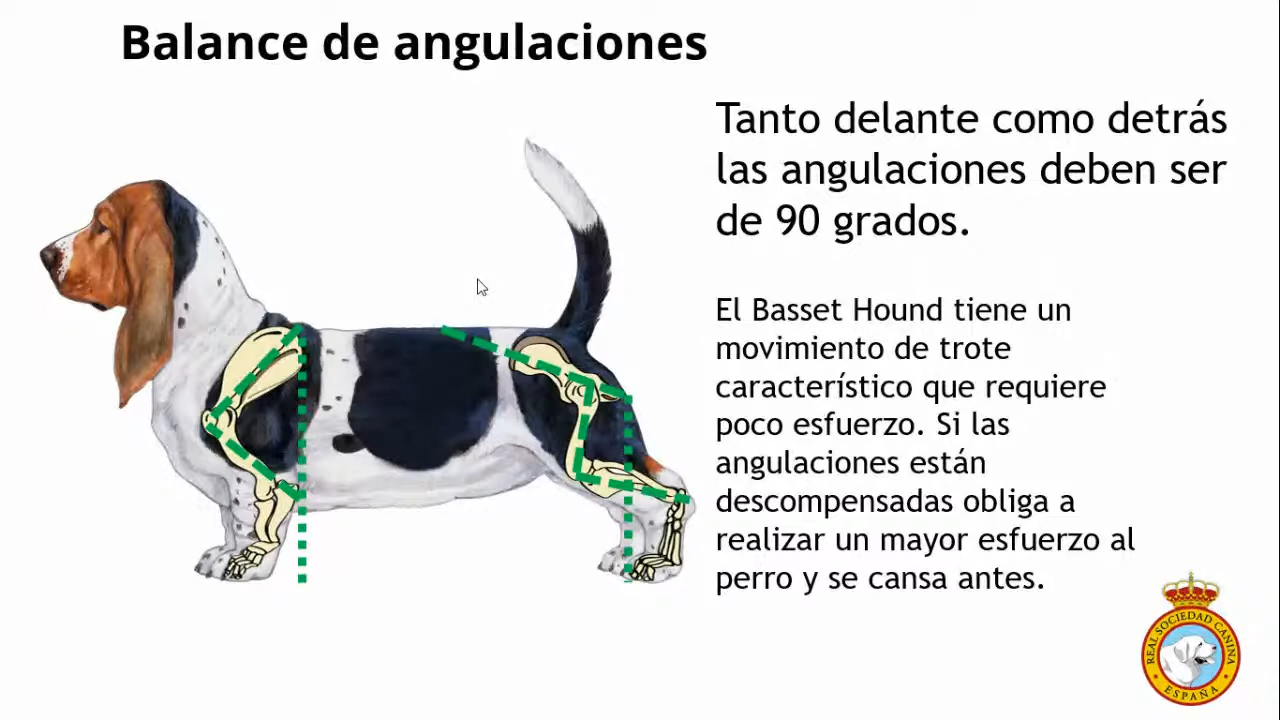 Balance de angulaciones
Tanto delante como detrás
las angulaciones deben ser
de 90 grados.
El Basset Hound tiene un
movimiento de trote
característico que requiere
poco esfuerzo. Si las
angulaciones están
descompensadas obliga a
realizar un mayor esfuerzo al
perro y se cansa antes.
REAL SOCIEDAD CANINA
ESPAÑA